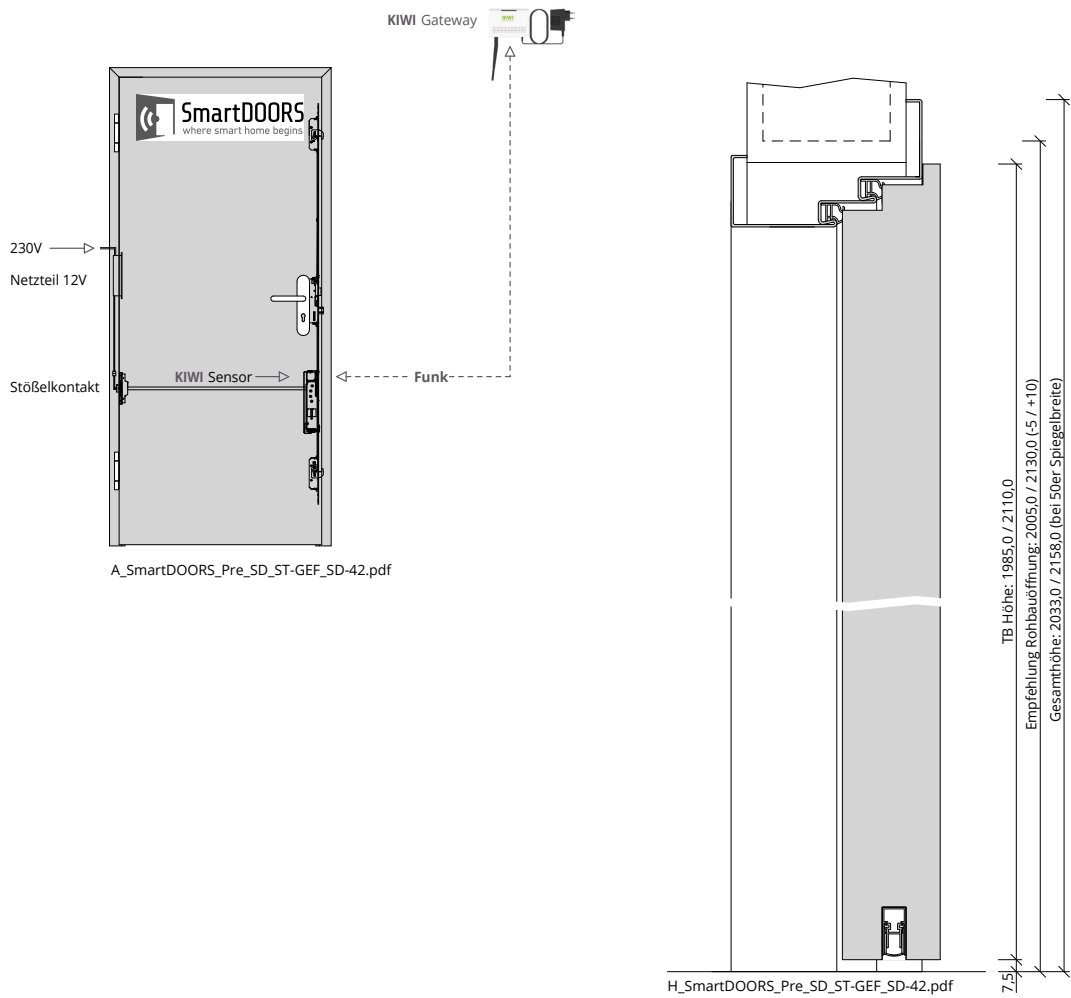 KIWI Gateway
KIWI
SmartDOORS
where smart home begins
230V
Netzteil 12V
KIWI Sensor
Funk
Stößelkontakt
A_SmartDOORS_Pre_SD_ST-GEF_SD-42.pdf
TB Höhe: 1985,0 / 2110,0
Empfehlung Rohbauöffnung: 2005,0 / 2130,0 (-5 / +10)
Gesamthöhe: 2033,0 / 2158,0 (bei 50er Spiegelbreite)
7,5
H_SmartDOORS_Pre_SD_ST-GEF_SD-42.pdf